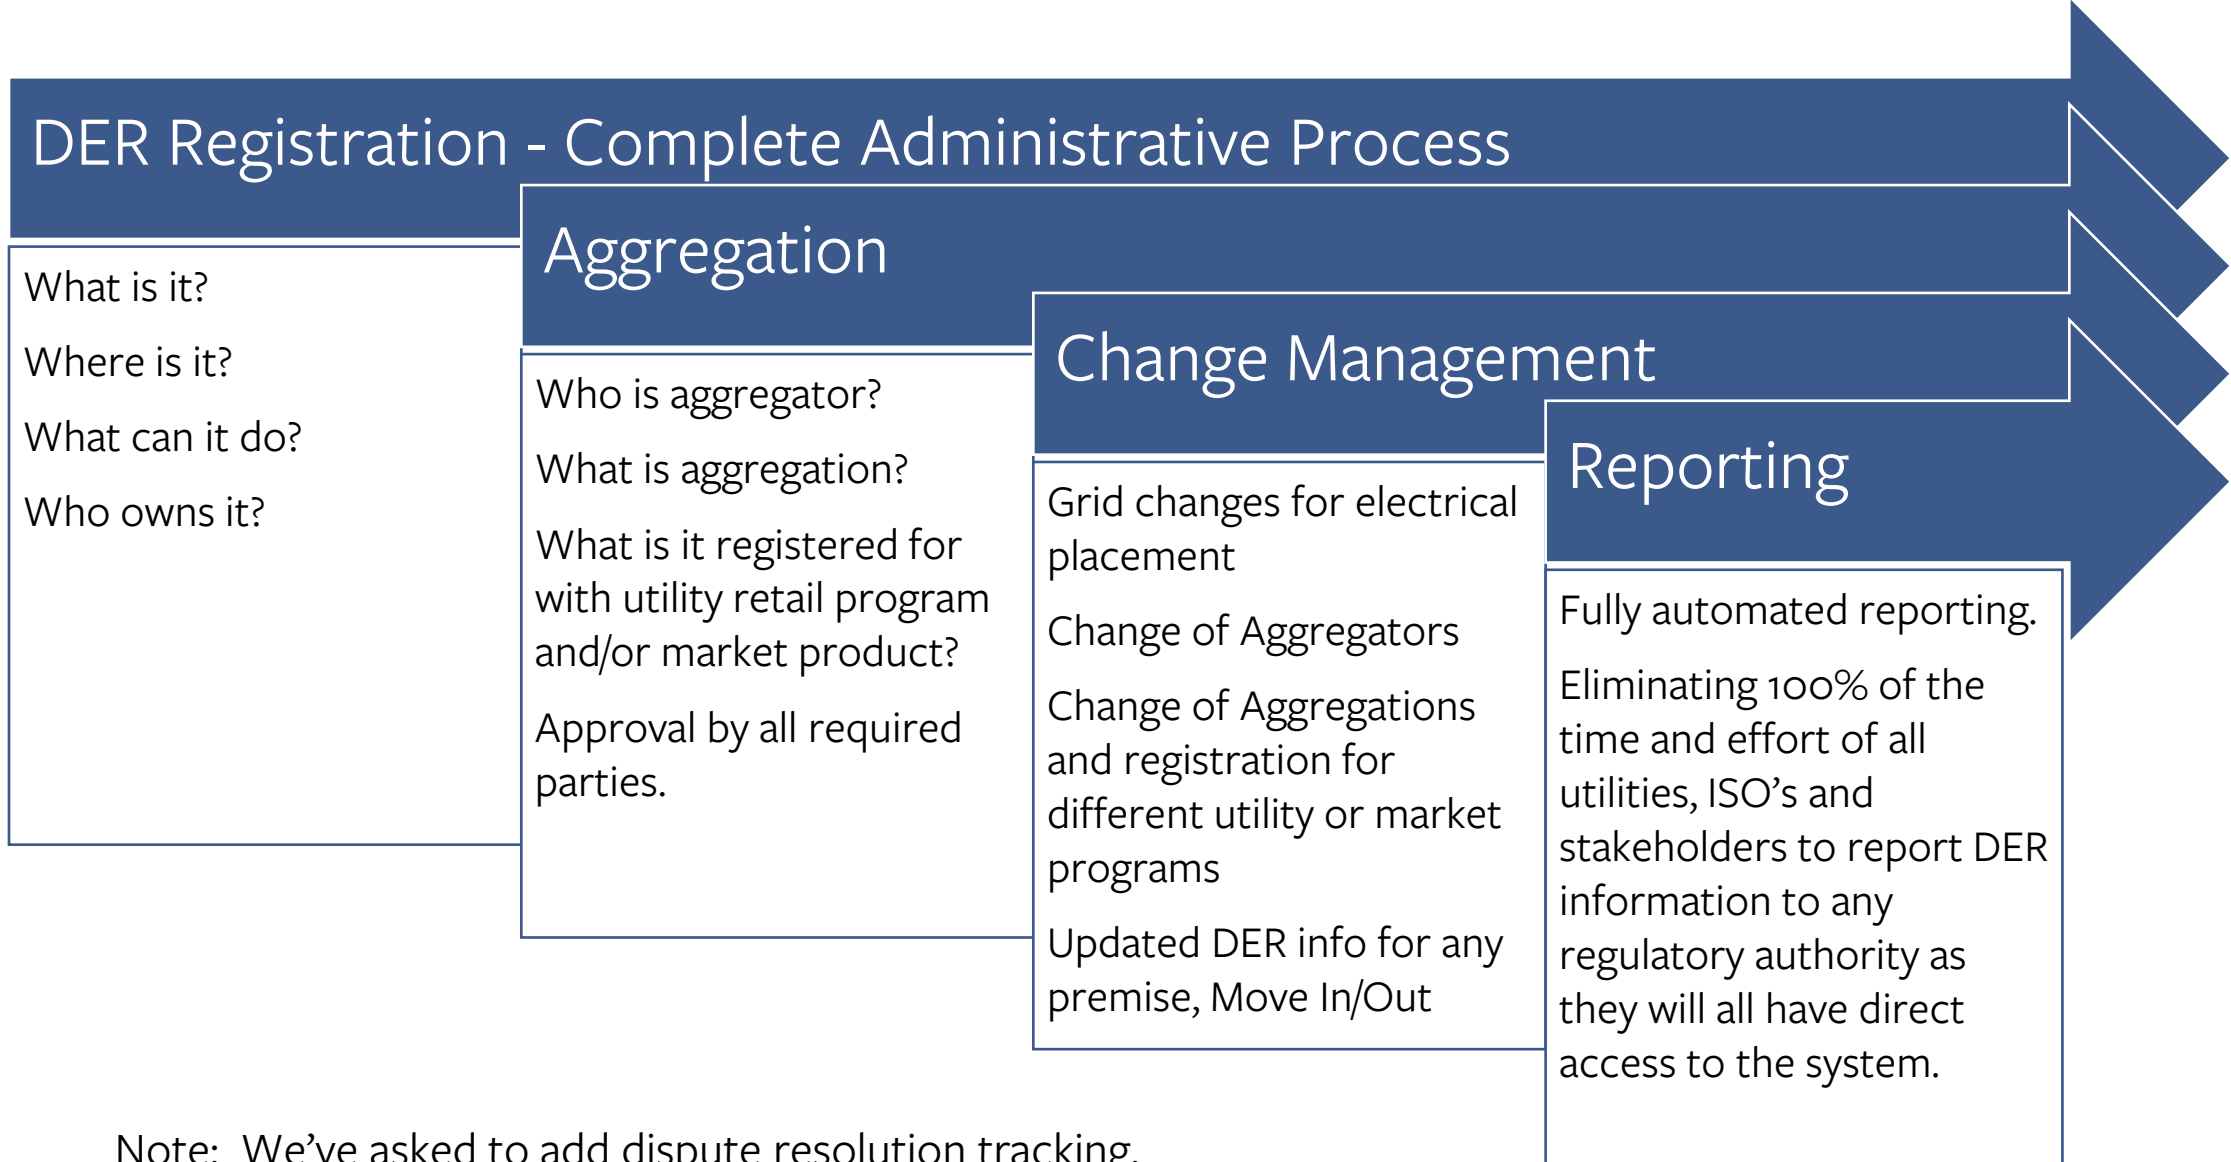 DER Registration - Complete Administrative Process
What is it?
Where is it?
What can it do?
Who owns it?
Aggregation
Who is aggregator?
What is aggregation?
What is it registered for
with utility retail program
and/or market product?
Approval by all required
parties.
Change Management
Grid changes for electrical
placement
Change of Aggregators
Change of Aggregations
and registration for
different utility or market
programs
Updated DER info for any
premise, Move In/Out
Reporting
Fully automated reporting.
Eliminating 100% of the
time and effort of all
utilities, ISO’s and
stakeholders to report DER
information to any
regulatory authority as
they will all have direct
access to the system.
Note: We’ve asked to add dispute resolution tracking.